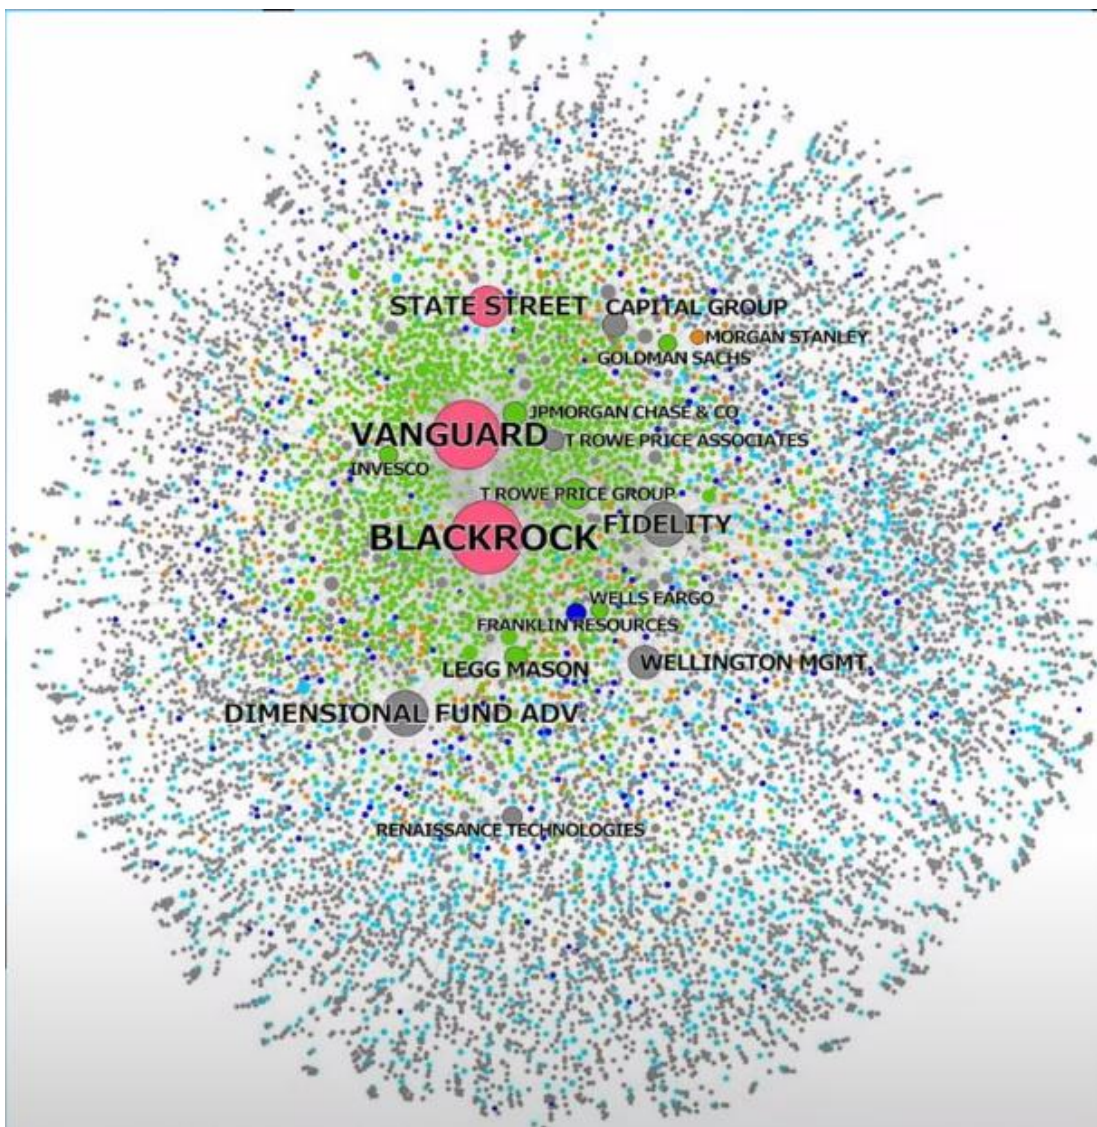 STATE STREET
CAPITAL GROUP
MORGAN STANLEY
GOLDMAN SACHS
JPMORGAN CHASE & CO
VANGUARD
T ROWE PRICE ASSOCIATES
INVESCO
T ROWE PRICE GROUP
FIDELITY
BLACKROCK
WELLS FARGO
FRANKLIN RESOURCES
LEGG MASON
WELLINGTON MGMT.
DIMENSIONAL FUND ADV.
RENAISSANCE TECHNOLOGIES